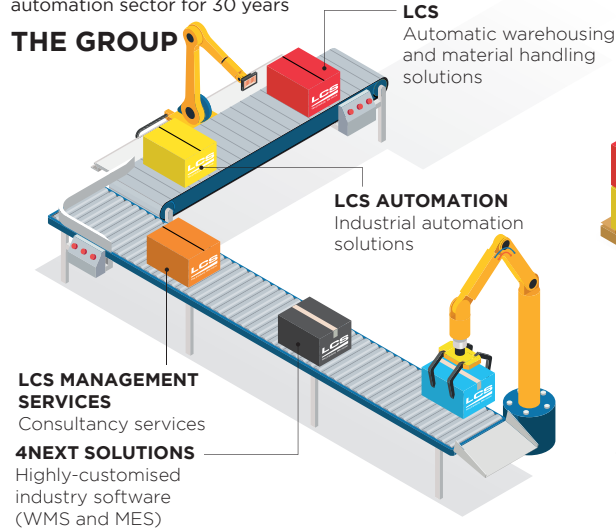 automation sector for 30 years
THE GROUP
LCS
Automatic warehousing
and material handling
solutions
LCS
LCS
LCS AUTOMATION
Industrial automation
solutions
LCS
LCS
LCS
LCS MANAGEMENT
SERVICES
Consultancy services
4NEXT SOLUTIONS
Highly-customised
industry software
(WMS and MES)